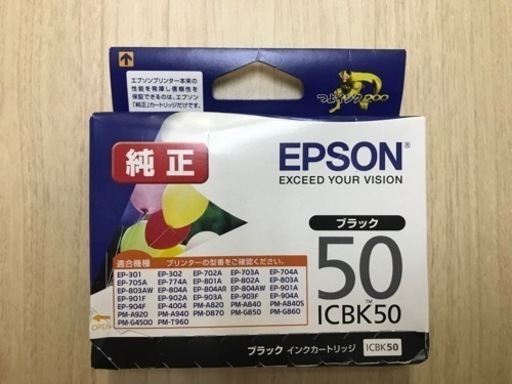 エプソンプリンター本来の
性能を発揮し信頼性を
保証できるのは、エプソン
「純正」カートリッジだけです。
つよインク
純正
EPSON®
EXCEED YOUR VISION
ブラック
50
ICBK50™
適合機種 プリンターの型番をご確認ください。
EP-301 EP-302 EP-702A EP-703A EP-704A
EP-705A EP-774A EP-801A EP-802A EP-803A
EP-803AW EP-804A EP-804AR EP-804AW EP-901A
EP-901F EP-902A EP-903A EP-903F EP-904A
EP-904F EP-4004 PM-A820 PM-A840 PM-A840S
PM-A920 PM-A940 PM-D870 PM-G850 PM-G860
PM-G4500 PM-T960
OPEN
ブラック インクカートリッジ ICBK50